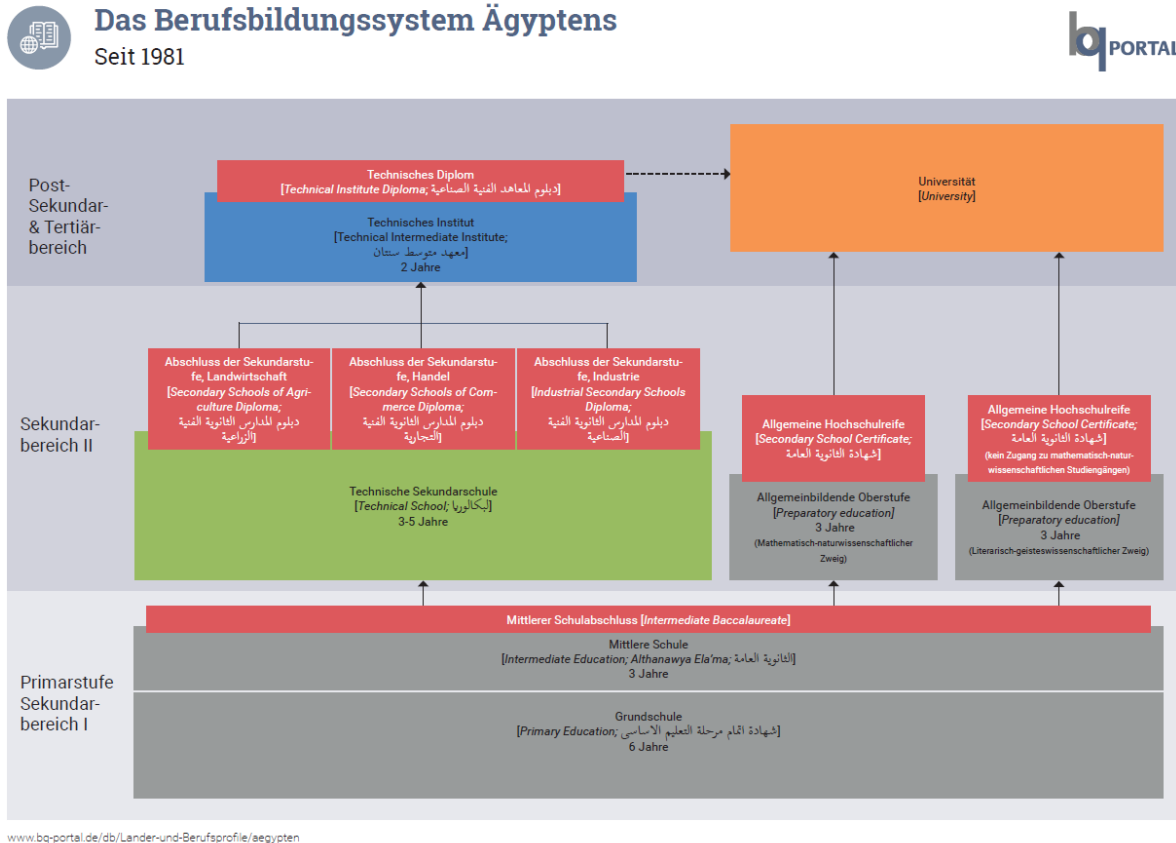 Das Berufsbildungssystem Ägyptens
Seit 1981
bq PORTAL
Post-
Sekundar-
& Tertiär-
bereich
Technisches Diplom
[Technical Institute Diploma; دبلوم المعاهد الفنية الصناعية]
Technisches Institut
[Technical Intermediate Institute;
معهد متوسط سنتان]
2 Jahre
Universität
[University]
Sekundar-
bereich II
Abschluss der Sekundarstu-
fe, Landwirtschaft
[Secondary Schools of Agri-
culture Diploma;
دبلوم المدارس الثانوية الفنية
الزراعية]
Abschluss der Sekundarstu-
fe, Handel
[Secondary Schools of Com-
merce Diploma;
دبلوم المدارس الثانوية الفنية
التجارية]
Abschluss der Sekundarstu-
fe, Industrie
[Industrial Secondary Schools
Diploma;
دبلوم المدارس الثانوية الفنية
الصناعية]
Technische Sekundarschule
[Technical School; لبكالوريا]
3-5 Jahre
Allgemeine Hochschulreife
[Secondary School Certificate;
شهادة الثانوية العامة]
Allgemeinbildende Oberstufe
[Preparatory education]
3 Jahre
(Mathematisch-naturwissenschaftlicher
Zweig)
Allgemeine Hochschulreife
[Secondary School Certificate;
شهادة الثانوية العامة]
(kein Zugang zu mathematisch-natur-
wissenschaftlichen Studiengängen)
Allgemeinbildende Oberstufe
[Preparatory education]
3 Jahre
(Literarisch-geisteswissenschaftlicher Zweig)
Primarstufe
Sekundar-
bereich I
Mittlerer Schulabschluss [Intermediate Baccalaureate]
Mittlere Schule
[Intermediate Education; Althanawya Ela'ma; الثانوية العامة]
3 Jahre
Grundschule
[Primary Education; شهادة اتمام مرحلة التعليم الاساسى]
6 Jahre
www.bq-portal.de/db/Lander-und-Berufsprofile/aegypten